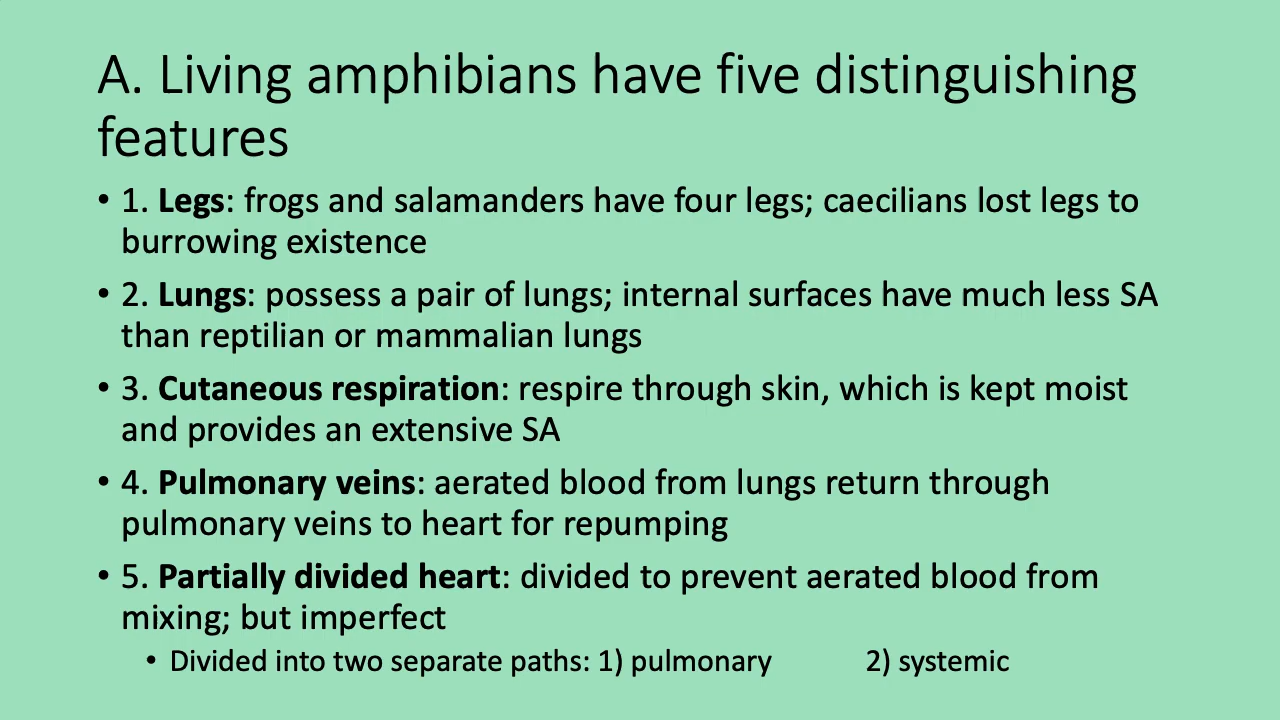 A. Living amphibians have five distinguishing
features
• 1. Legs: frogs and salamanders have four legs; caecilians lost legs to
burrowing existence
• 2. Lungs: possess a pair of lungs; internal surfaces have much less SA
than reptilian or mammalian lungs
• 3. Cutaneous respiration: respire through skin, which is kept moist
and provides an extensive SA
• 4. Pulmonary veins: aerated blood from lungs return through
pulmonary veins to heart for repumping
• 5. Partially divided heart: divided to prevent aerated blood from
mixing; but imperfect
• Divided into two separate paths: 1) pulmonary 2) systemic